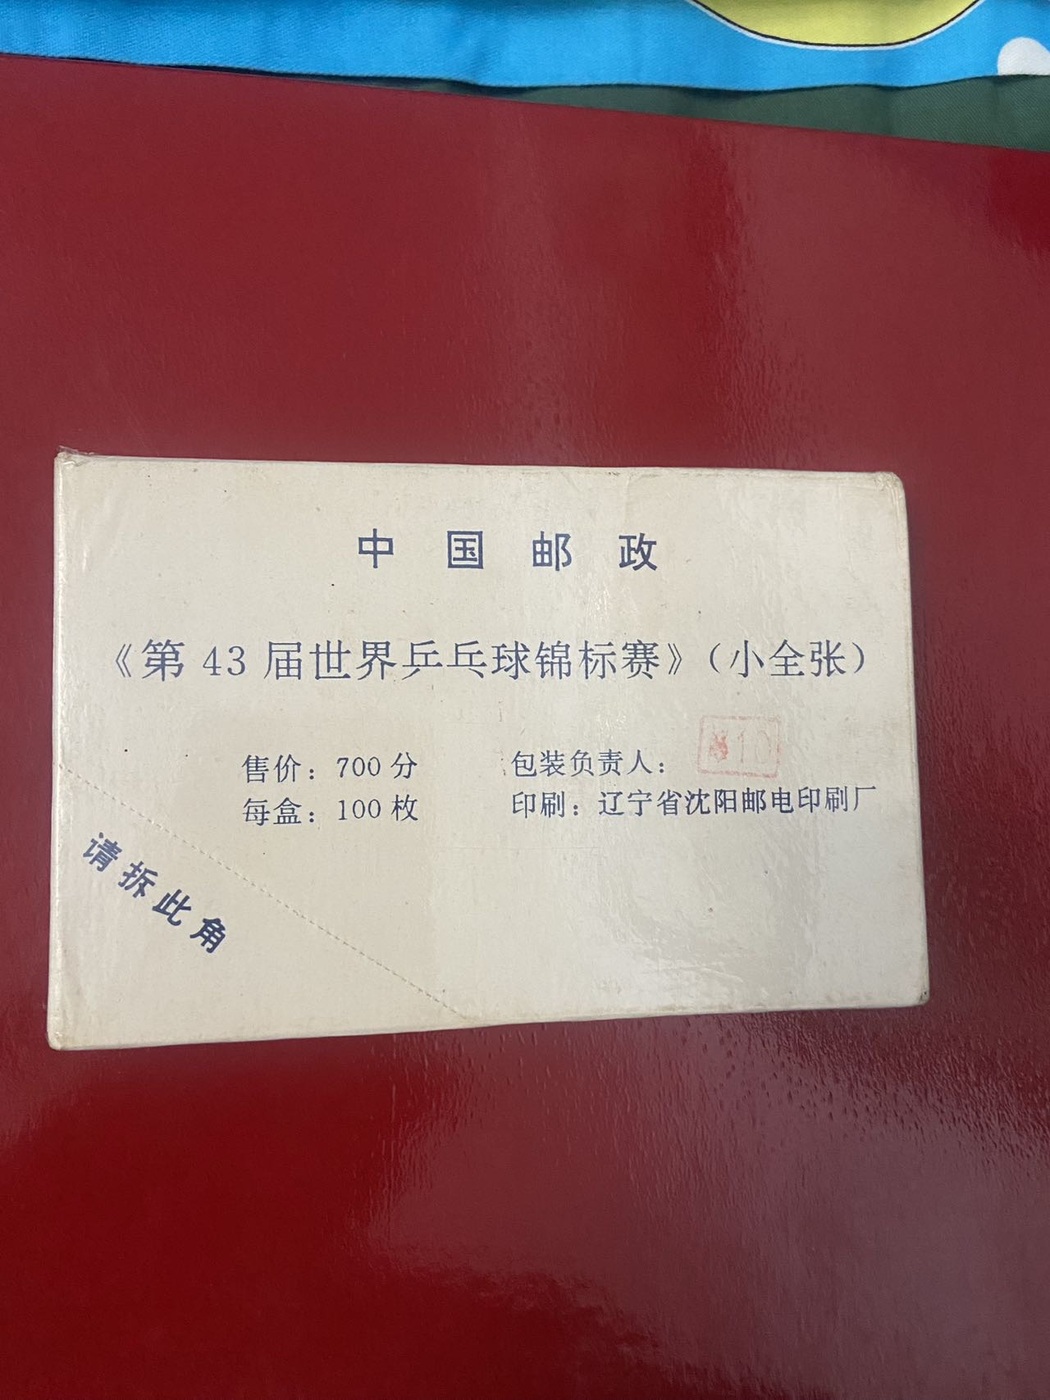 中国邮政
《第43届世界乒乓球锦标赛》（小全张）
售价：700分
包装负责人：
每盒：100枚
印刷：辽宁省沈阳邮电印刷厂
请拆此角